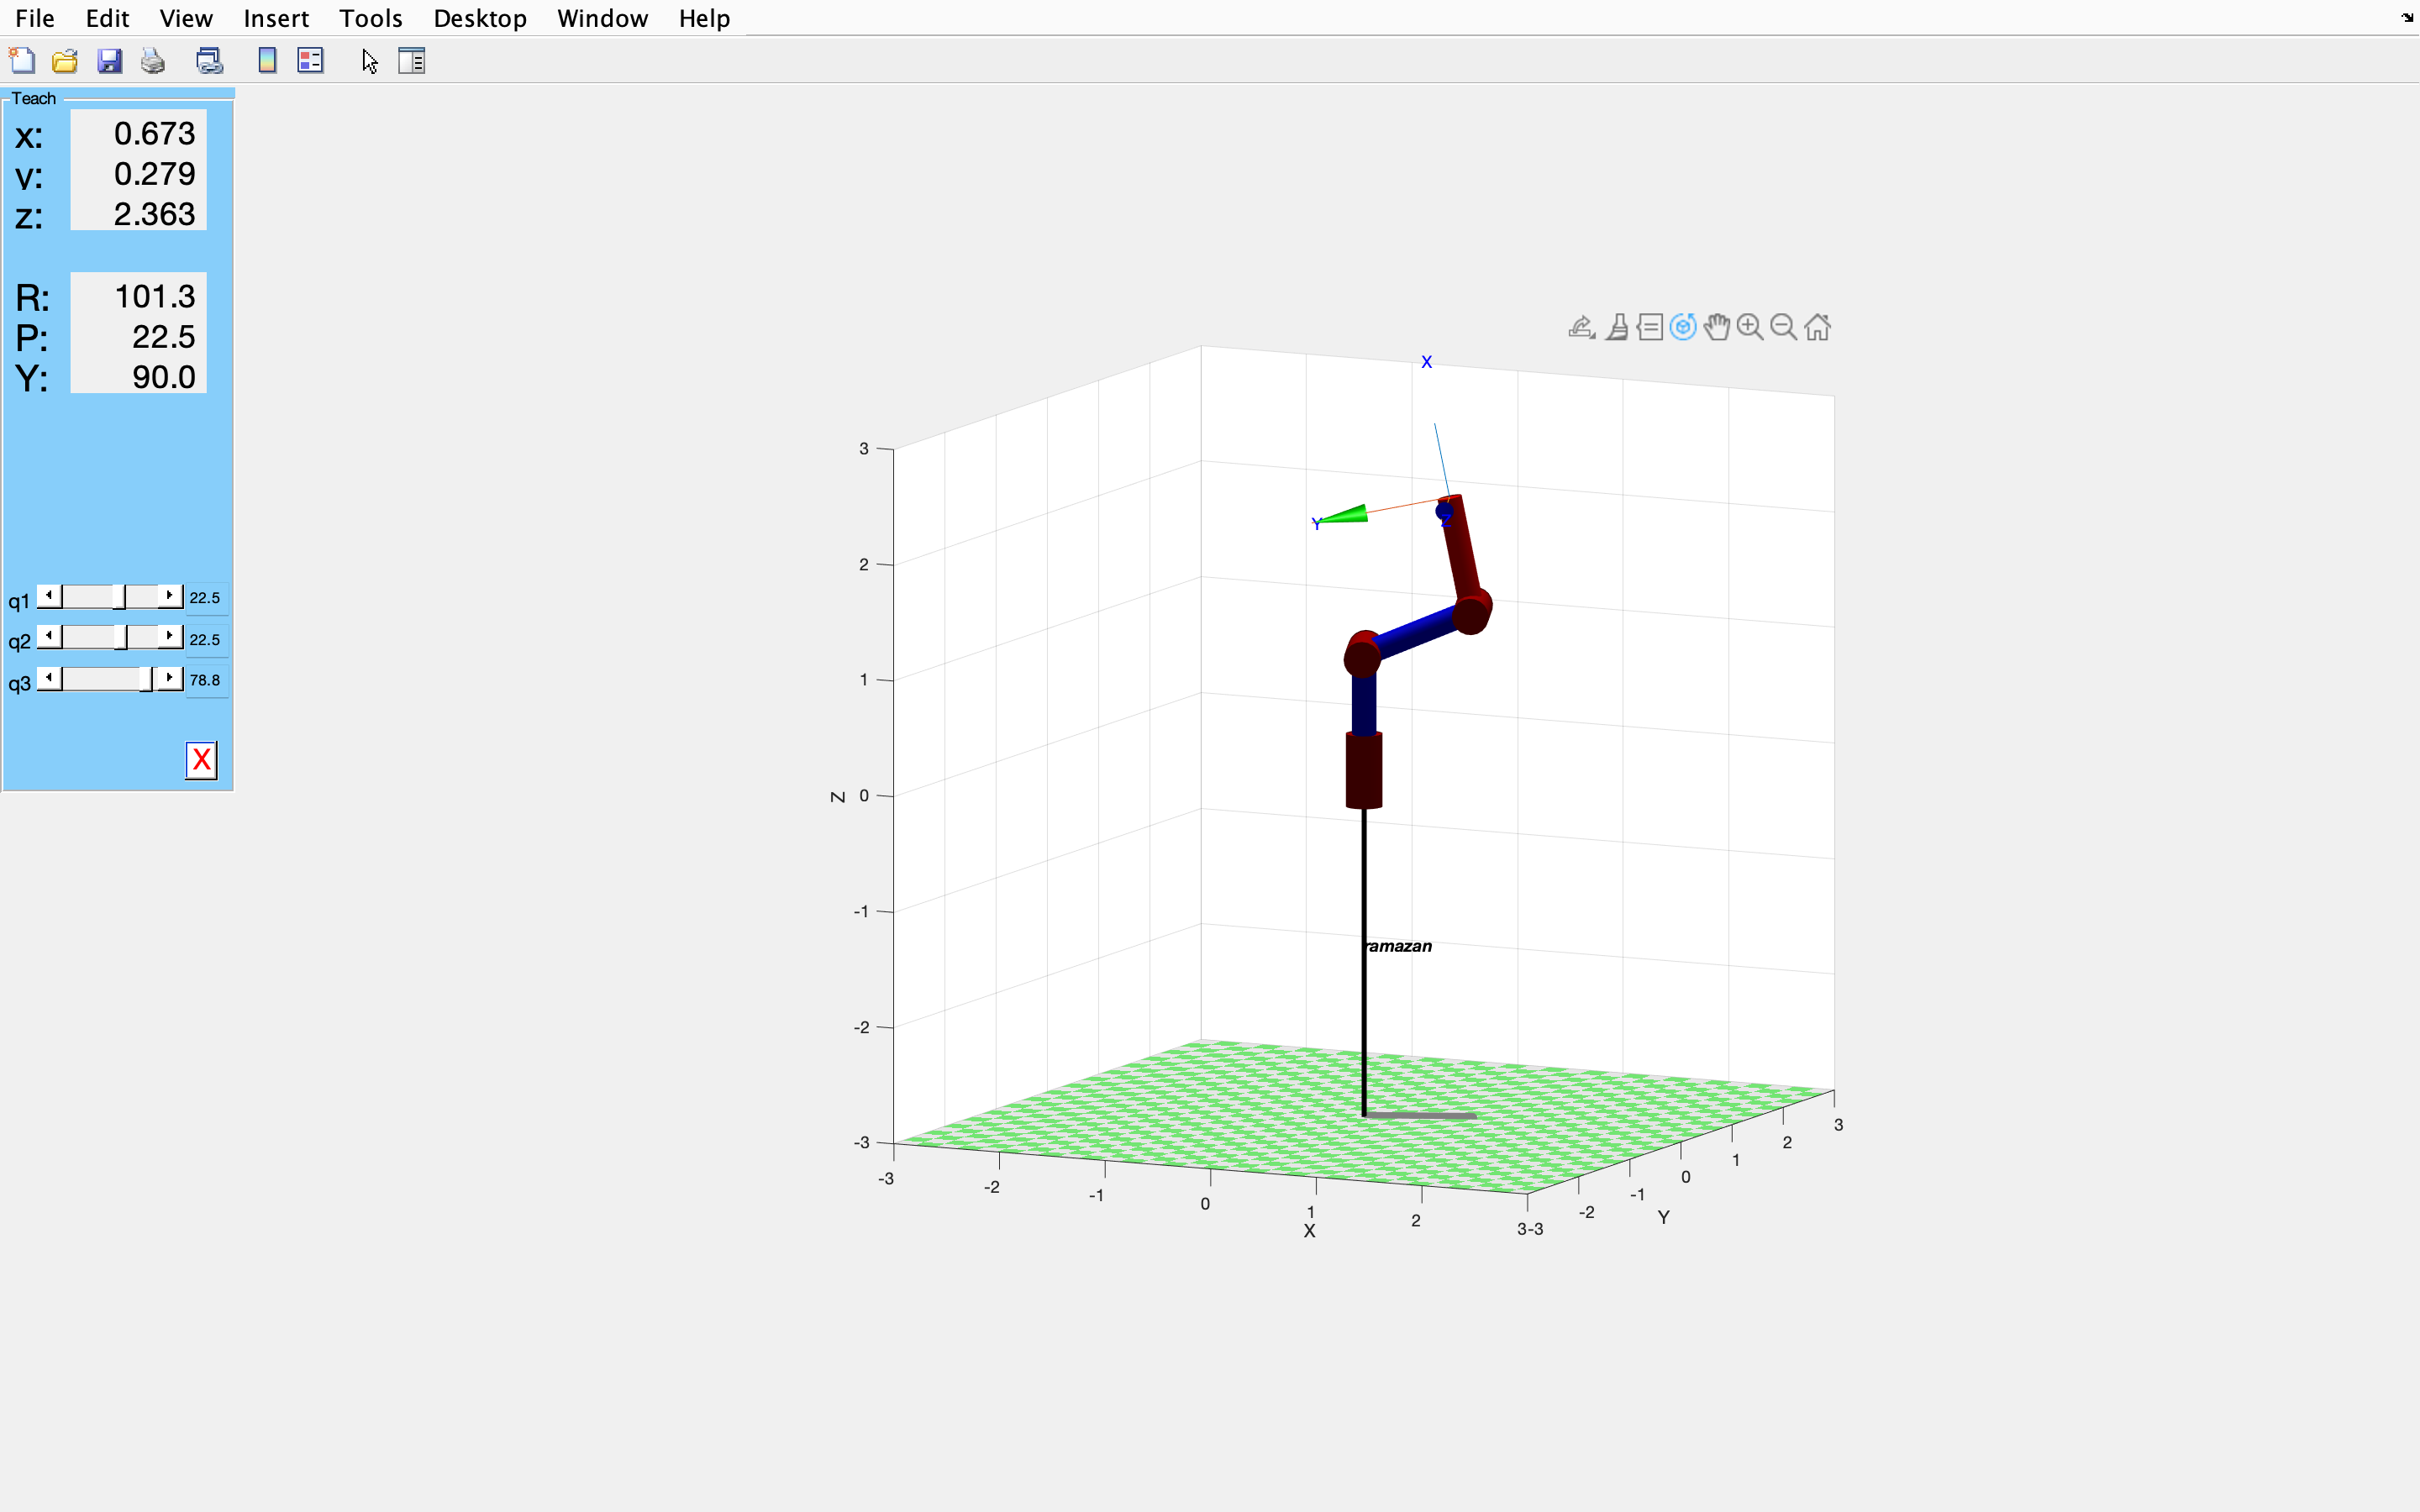 File Edit View Insert Tools Desktop Window Help
Teach
x: 0.673
y: 0.279
z: 2.363
R: 101.3
P: 22.5
Y: 90.0
q1 22.5
q2 22.5
q3 78.8
X
X
Y
Z
3
2
1
0
Z
-1
-2
-3
ramazan
-3
-2
-1
0
1
2
3
X
-3
-2
-1
0
1
2
3
Y